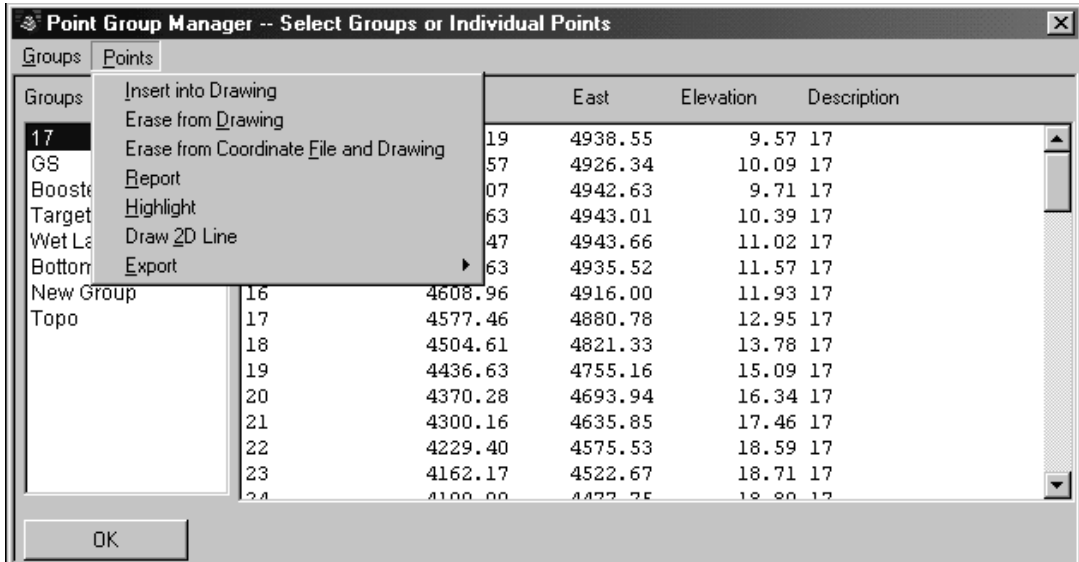 Point Group Manager -- Select Groups or Individual Points
Groups Points
Groups East Elevation Description
Insert into Drawing
Erase from Drawing
Erase from Coordinate File and Drawing
Report
Highlight
Draw 2D Line
Export
17
GS
New Group
Topo
19 4938.55 9.57 17
57 4926.34 10.09 17
07 4942.63 9.71 17
63 4943.01 10.39 17
47 4943.66 11.02 17
63 4935.52 11.57 17
16 4608.96 4916.00 11.93 17
17 4577.46 4880.78 12.95 17
18 4504.61 4821.33 13.78 17
19 4436.63 4755.16 15.09 17
20 4370.28 4693.94 16.34 17
21 4300.16 4635.85 17.46 17
22 4229.40 4575.53 18.59 17
23 4162.17 4522.67 18.71 17
OK